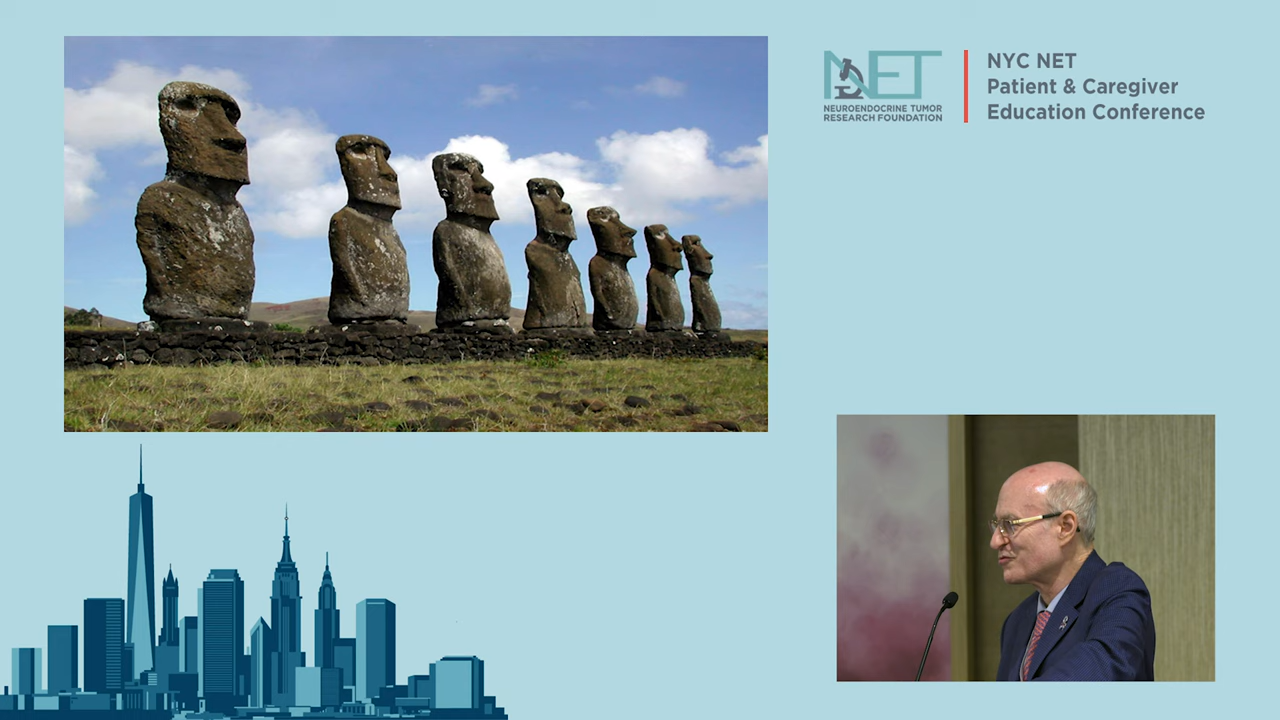 NET
NEUROENDOCRINE TUMOR
RESEARCH FOUNDATION
NYC NET
Patient & Caregiver
Education Conference